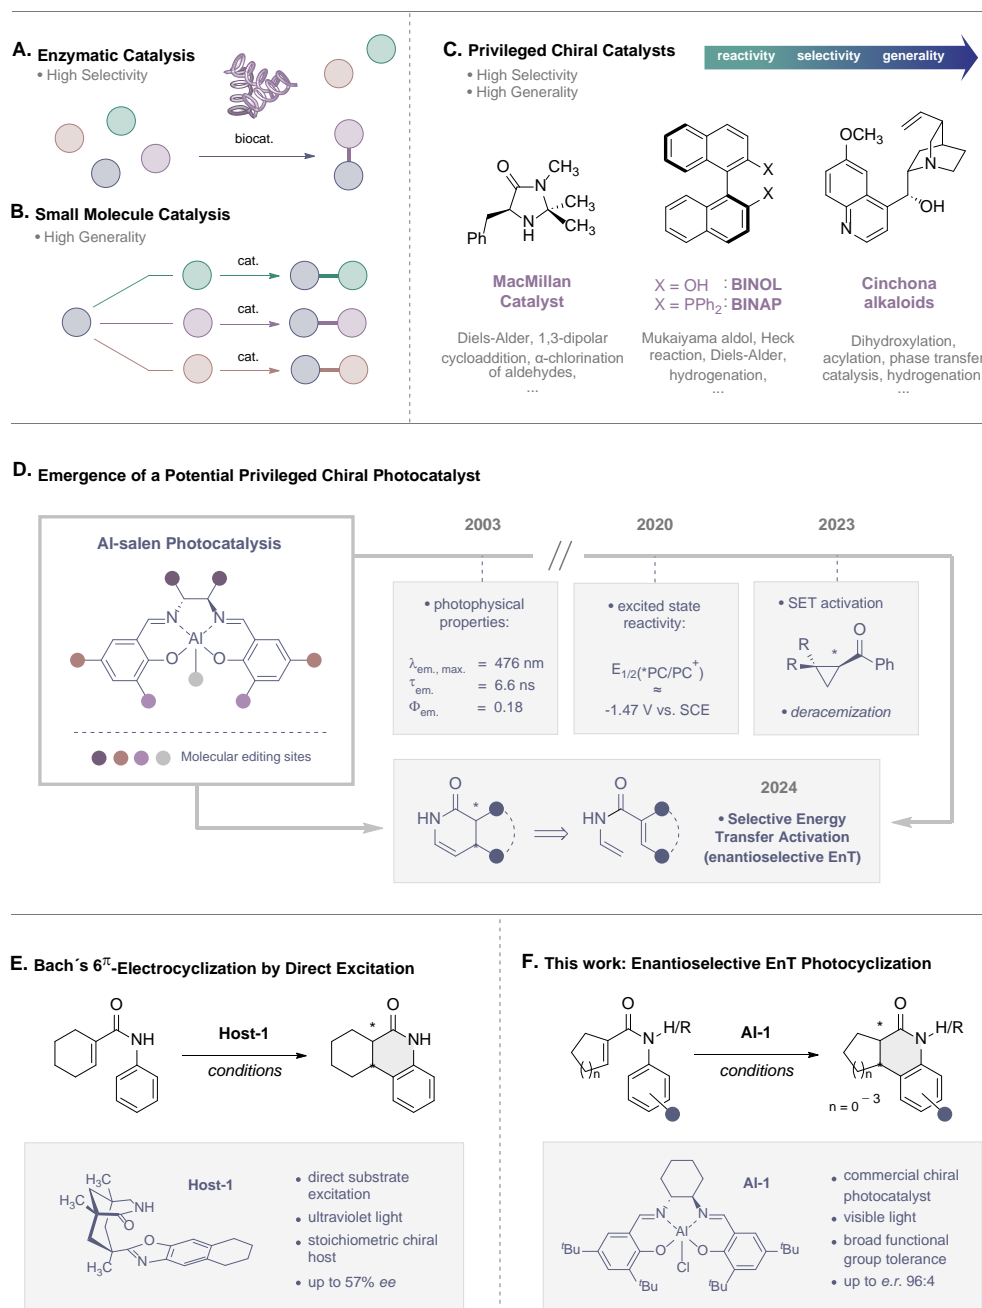 A. Enzymatic Catalysis
• High Selectivity
biocat.
B. Small Molecule Catalysis
• High Generality
cat.
cat.
cat.
C. Privileged Chiral Catalysts
• High Selectivity
• High Generality
reactivity selectivity generality
O
CH3
N
CH3
N
H
CH3
Ph
MacMillan
Catalyst
Diels-Alder, 1,3-dipolar
cycloaddition, α-chlorination
of aldehydes,
...
X
X
X = OH : BINOL
X = PPh2 : BINAP
Mukaiyama aldol, Heck
reaction, Diels-Alder,
hydrogenation,
...
OCH3
N
OH
N
Cinchona
alkaloids
Dihydroxylation,
acylation, phase transfer
catalysis, hydrogenation
...
D. Emergence of a Potential Privileged Chiral Photocatalyst
Al-salen Photocatalysis
N N
Al
O O
Molecular editing sites
2003
• photophysical
properties:
λem., max. = 476 nm
τem. = 6.6 ns
Φem. = 0.18
2020
• excited state
reactivity:
E1/2(*PC/PC+)
≈
-1.47 V vs. SCE
2023
• SET activation
O
R
R
*
Ph
• deracemization
O
HN
*
*
O
HN
2024
• Selective Energy
Transfer Activation
(enantioselective EnT)
E. Bach´s 6π-Electrocyclization by Direct Excitation
O
NH
Host-1
conditions
O
*
NH
H3C
H3C
NH
O
O
N
H3C
Host-1
• direct substrate
excitation
• ultraviolet light
• stoichiometric chiral
host
• up to 57% ee
F. This work: Enantioselective EnT Photocyclization
O
H/R
N
( )n
Al-1
conditions
O
*
H/R
N
( )n
n = 0 - 3
Al-1
N N
Al
O O
Cl
tBu
tBu
tBu
tBu
• commercial chiral
photocatalyst
• visible light
• broad functional
group tolerance
• up to e.r. 96:4